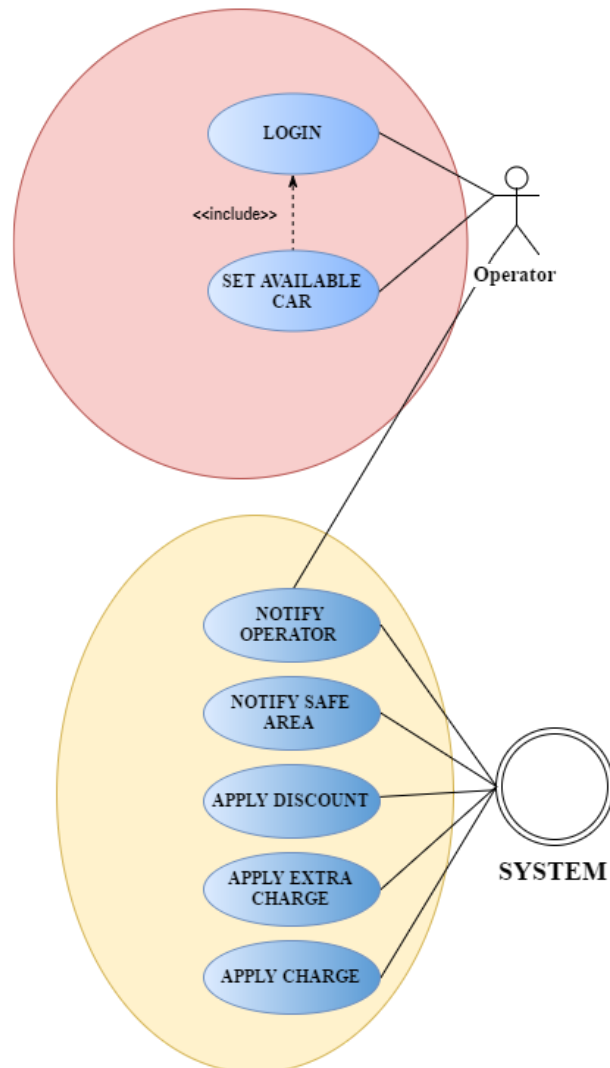 LOGIN
<<include>>
SET AVAILABLE
CAR
Operator
NOTIFY
OPERATOR
NOTIFY SAFE
AREA
APPLY DISCOUNT
SYSTEM
APPLY EXTRA
CHARGE
APPLY CHARGE